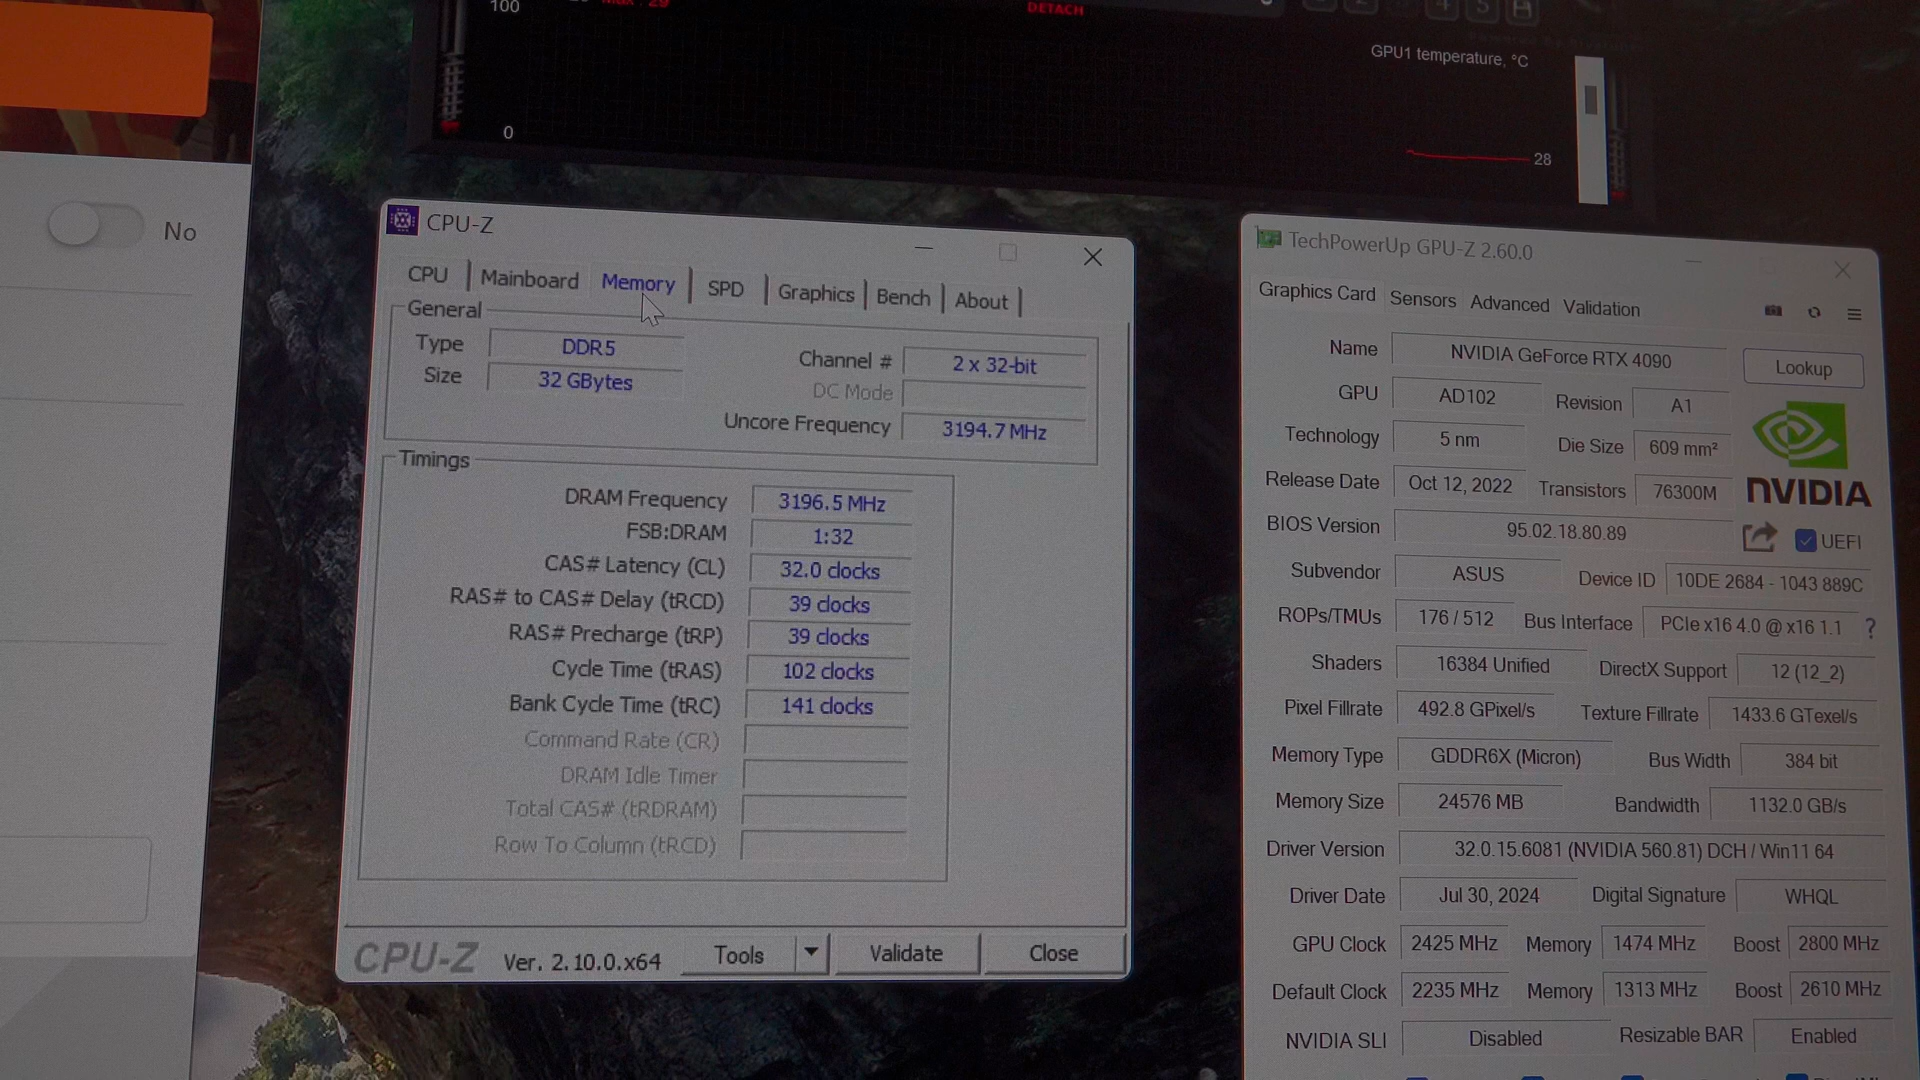 100
DETACH
4 5
GPU1 temperature, °C
0
28
No
CPU-Z
CPU Mainboard Memory SPD Graphics Bench About
General
Type DDR5
Size 32 GBytes
Channel # 2 x 32-bit
DC Mode
Uncore Frequency 3194.7 MHz
Timings
DRAM Frequency 3196.5 MHz
FSB:DRAM 1:32
CAS# Latency (CL) 32.0 clocks
RAS# to CAS# Delay (tRCD) 39 clocks
RAS# Precharge (tRP) 39 clocks
Cycle Time (tRAS) 102 clocks
Bank Cycle Time (tRC) 141 clocks
Command Rate (CR)
DRAM Idle Timer
Total CAS# (tRDRAM)
Row To Column (tRCD)
CPU-Z Ver. 2.10.0.x64 Tools Validate Close
TechPowerUp GPU-Z 2.60.0
Graphics Card Sensors Advanced Validation
Name NVIDIA GeForce RTX 4090 Lookup
GPU AD102 Revision A1
Technology 5 nm Die Size 609 mm²
Release Date Oct 12, 2022 Transistors 76300M
NVIDIA
BIOS Version 95.02.18.80.89 UEFI
Subvendor ASUS Device ID 10DE 2684 - 1043 889C
ROPs/TMUs 176 / 512 Bus Interface PCIe x16 4.0 @ x16 1.1 ?
Shaders 16384 Unified DirectX Support 12 (12_2)
Pixel Fillrate 492.8 GPixel/s Texture Fillrate 1433.6 GTexel/s
Memory Type GDDR6X (Micron) Bus Width 384 bit
Memory Size 24576 MB Bandwidth 1132.0 GB/s
Driver Version 32.0.15.6081 (NVIDIA 560.81) DCH / Win11 64
Driver Date Jul 30, 2024 Digital Signature WHQL
GPU Clock 2425 MHz Memory 1474 MHz Boost 2800 MHz
Default Clock 2235 MHz Memory 1313 MHz Boost 2610 MHz
NVIDIA SLI Disabled Resizable BAR Enabled